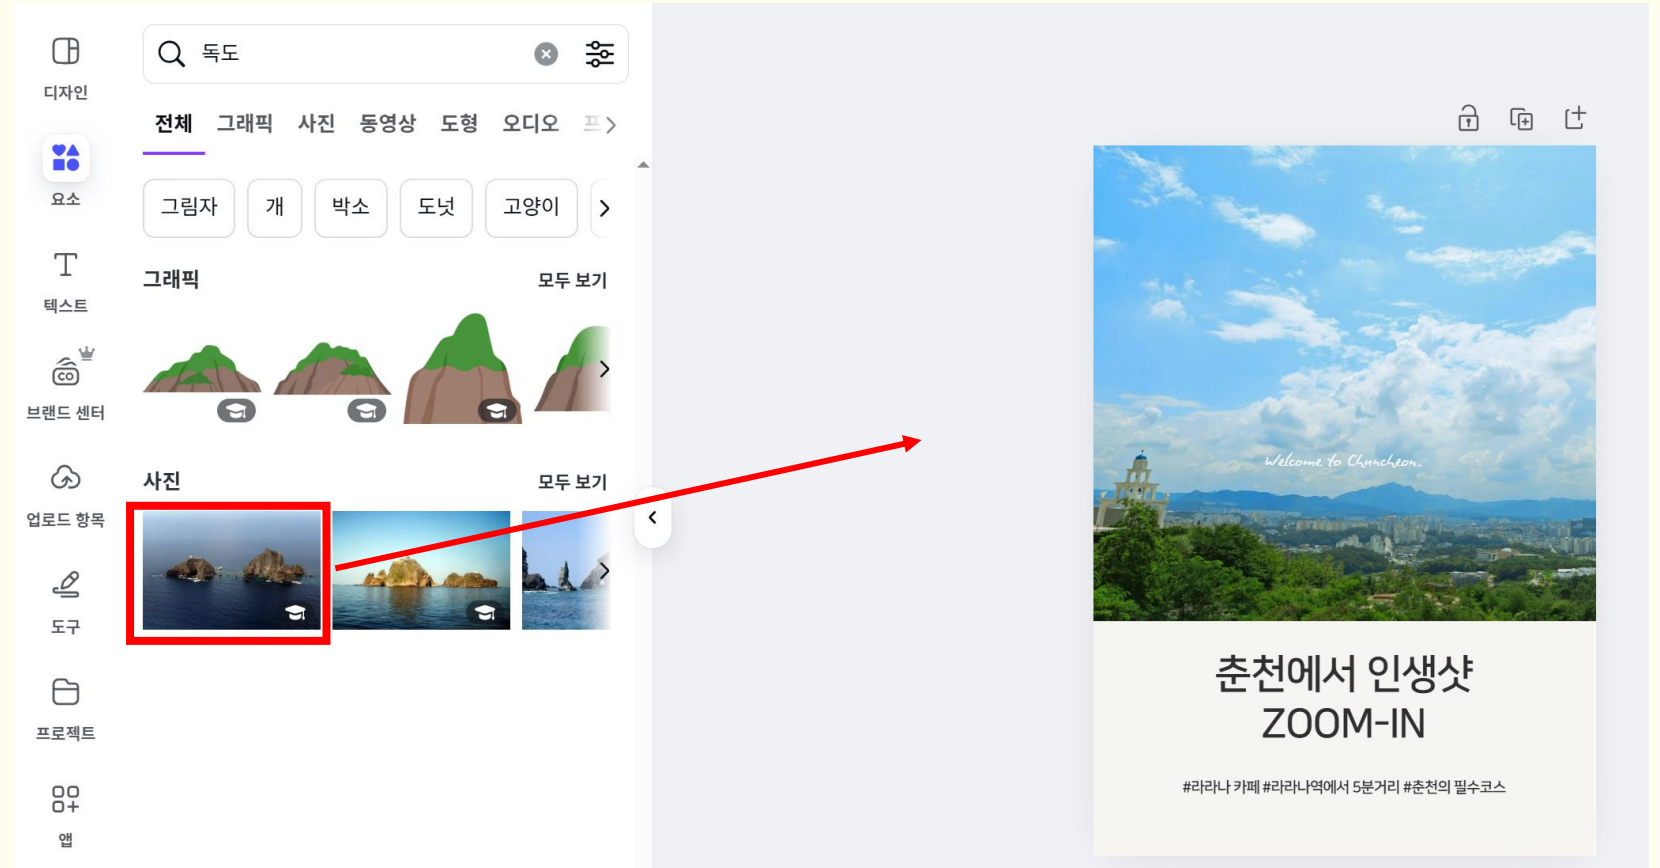 디자인
요소
텍스트
CO
브랜드 센터
업로드 항목
도구
프로젝트
앱
독도
전체 그래픽 사진 동영상 도형 오디오
그림자 개 박소 도넛 고양이
그래픽 모두 보기
사진 모두 보기
Welcome to Chuncheon.
춘천에서 인생샷
ZOOM-IN
#라라나 카페 #라라나역에서 5분거리 #춘천의 필수코스